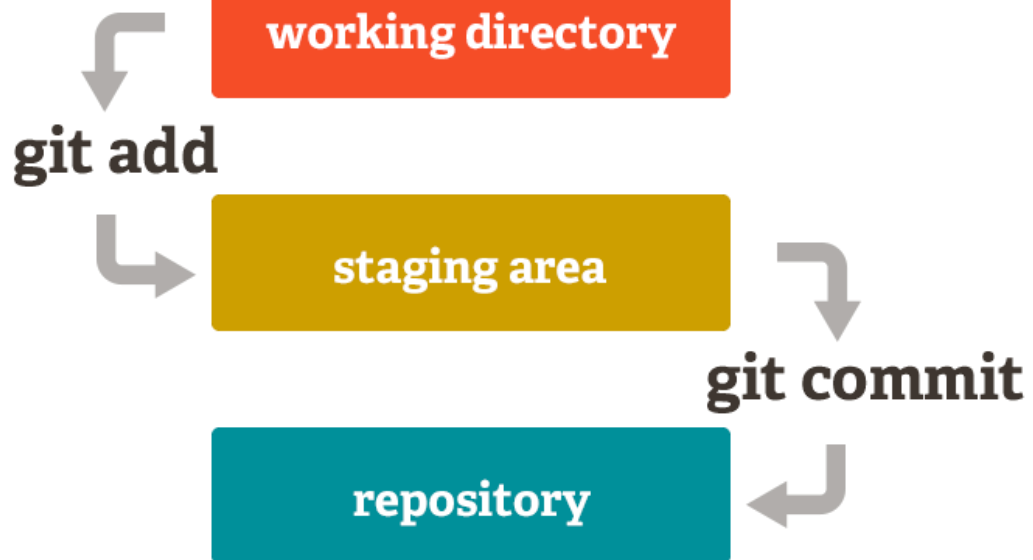 working directory
git add
staging area
git commit
repository